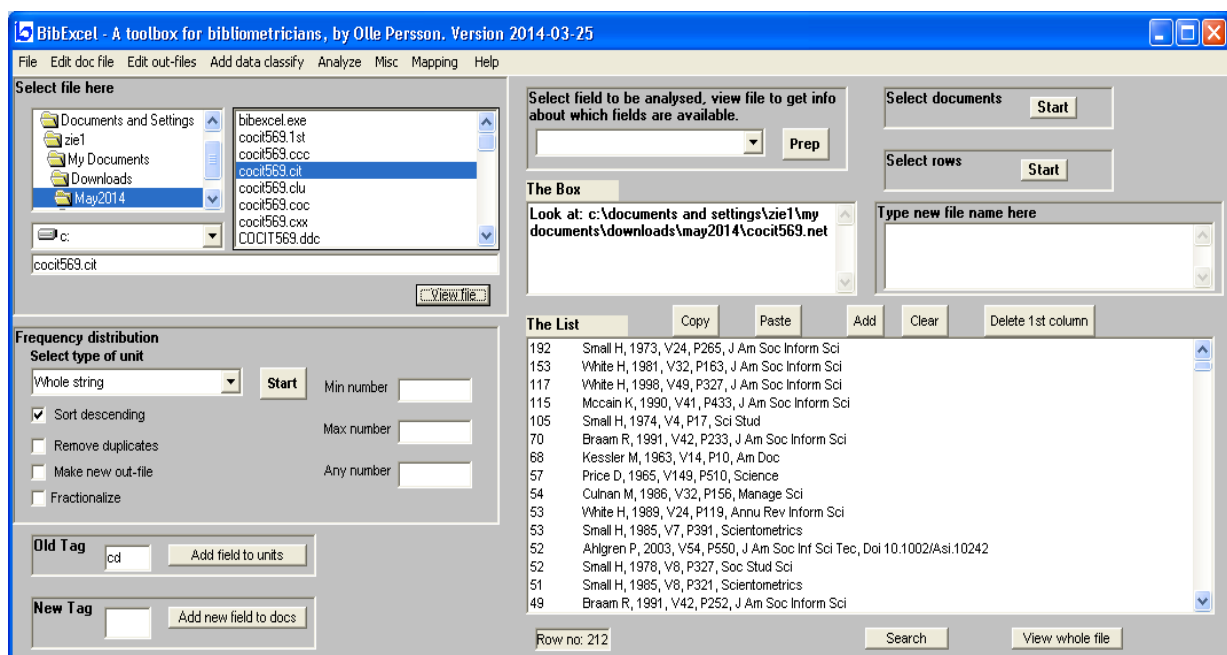 BibExcel - A toolbox for bibliometricians, by Olle Persson. Version 2014-03-25
File Edit doc file Edit out-files Add data classify Analyze Misc Mapping Help
Select file here
Documents and Settings
zie1
My Documents
Downloads
May2014
c:
bibexcel.exe
cocit569.1st
cocit569.ccc
cocit569.cit
cocit569.clu
cocit569.coc
cocit569.cxx
COCIT569.ddc
cocit569.cit
View file
Frequency distribution
Select type of unit
Whole string
Start
Sort descending
Remove duplicates
Make new out-file
Fractionalize
Min number
Max number
Any number
Old Tag
cd
Add field to units
New Tag
Add new field to docs
Select field to be analysed, view file to get info
about which fields are available.
Prep
Select documents
Start
Select rows
Start
The Box
Look at: c:\documents and settings\zie1\my
documents\downloads\may2014\cocit569.net
Type new file name here
The List
Copy
Paste
Add
Clear
Delete 1st column
192 Small H, 1973, V24, P265, J Am Soc Inform Sci
153 White H, 1981, V32, P163, J Am Soc Inform Sci
117 White H, 1998, V49, P327, J Am Soc Inform Sci
115 Mccain K, 1990, V41, P433, J Am Soc Inform Sci
105 Small H, 1974, V4, P17, Sci Stud
70 Braam R, 1991, V42, P233, J Am Soc Inform Sci
68 Kessler M, 1963, V14, P10, Am Doc
57 Price D, 1965, V149, P510, Science
54 Culnan M, 1986, V32, P156, Manage Sci
53 White H, 1989, V24, P119, Annu Rev Inform Sci
53 Small H, 1985, V7, P391, Scientometrics
52 Ahlgren P, 2003, V54, P550, J Am Soc Inf Sci Tec, Doi 10.1002/Asi.10242
52 Small H, 1978, V8, P327, Soc Stud Sci
51 Small H, 1985, V8, P321, Scientometrics
49 Braam R, 1991, V42, P252, J Am Soc Inform Sci
Row no: 212
Search
View whole file